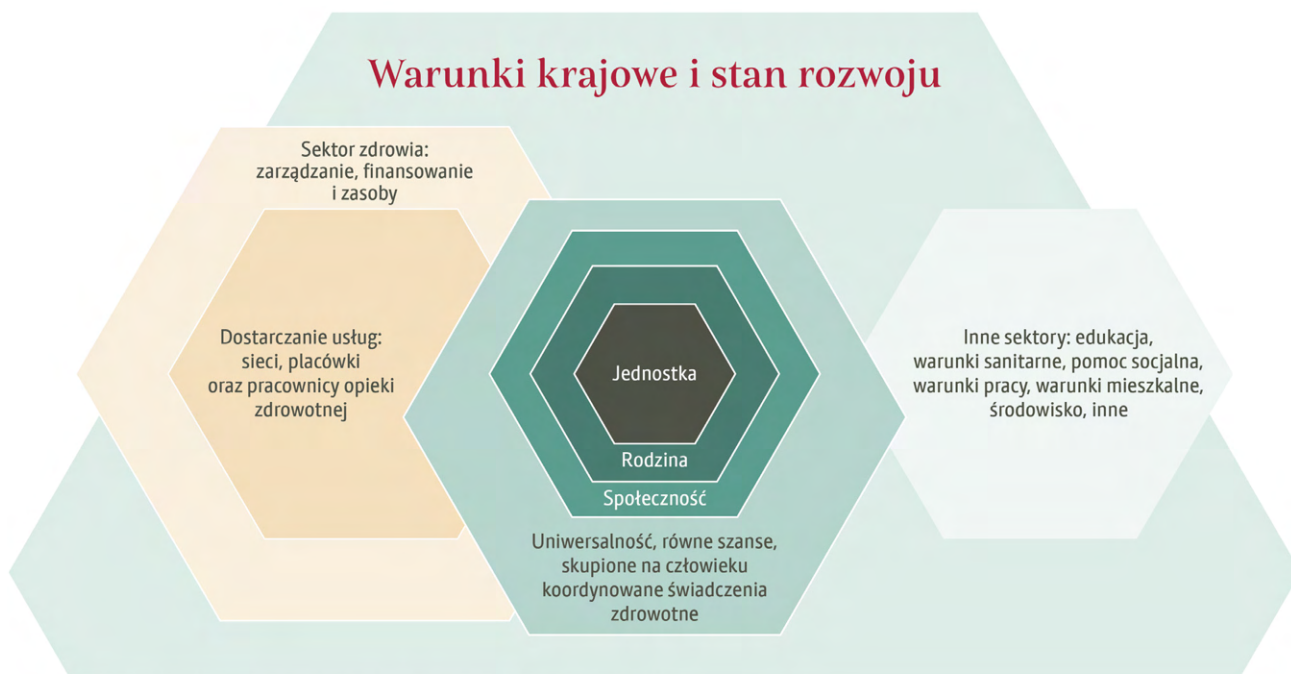 Warunki krajowe i stan rozwoju
Sektor zdrowia:
zarządzanie, finansowanie
i zasoby
Dostarczanie usług:
sieci, placówki
oraz pracownicy opieki
zdrowotnej
Jednostka
Rodzina
Społeczność
Uniwersalność, równe szanse,
skupione na człowieku
koordynowane świadczenia
zdrowotne
Inne sektory: edukacja,
warunki sanitarne, pomoc socjalna,
warunki pracy, warunki mieszkalne,
środowisko, inne